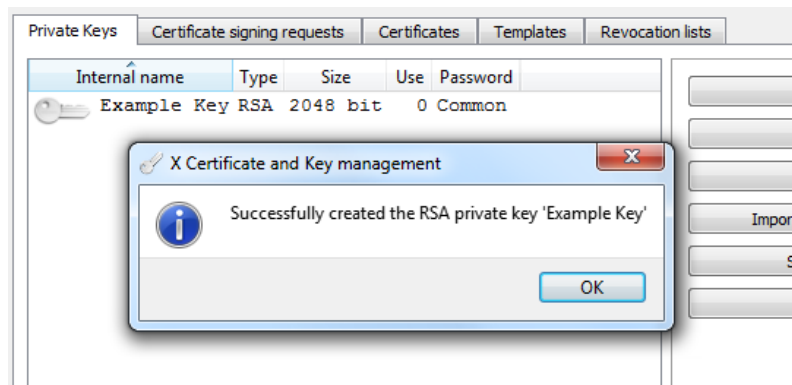 Private Keys Certificate signing requests Certificates Templates Revocation lists
Internal name Type Size Use Password
Example Key RSA 2048 bit 0 Common
X Certificate and Key management
Successfully created the RSA private key 'Example Key'
OK